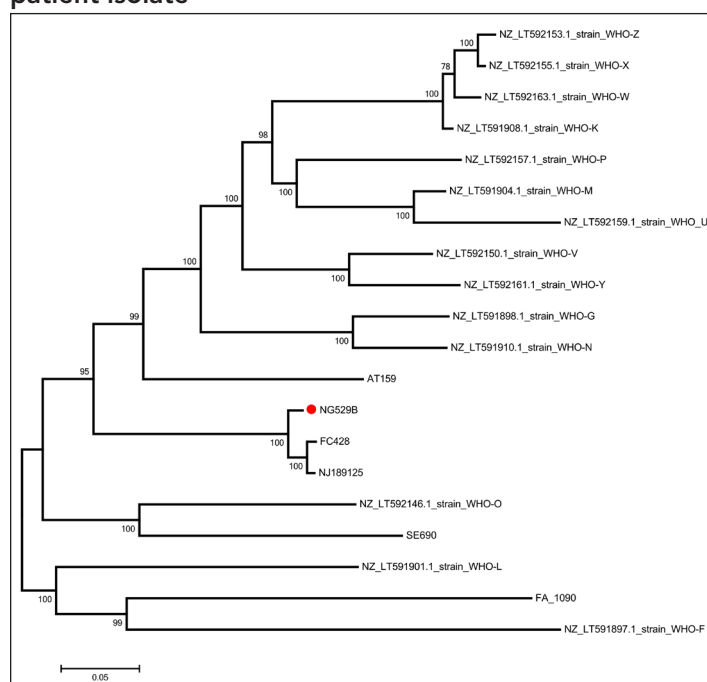 patient isolate
100
NZ_LT592153.1_strain_WHO-Z
78
NZ_LT592155.1_strain_WHO-X
100
NZ_LT592163.1_strain_WHO-W
98
NZ_LT591908.1_strain_WHO-K
NZ_LT592157.1_strain_WHO-P
100
100
NZ_LT591904.1_strain_WHO-M
100
NZ_LT592159.1_strain_WHO_U
100
NZ_LT592150.1_strain_WHO-V
100
NZ_LT592161.1_strain_WHO-Y
99
NZ_LT591898.1_strain_WHO-G
100
NZ_LT591910.1_strain_WHO-N
95
AT159
NG529B
100
FC428
100
NJ189125
NZ_LT592146.1_strain_WHO-O
100
SE690
NZ_LT591901.1_strain_WHO-L
100
FA_1090
99
NZ_LT591897.1_strain_WHO-F
0.05